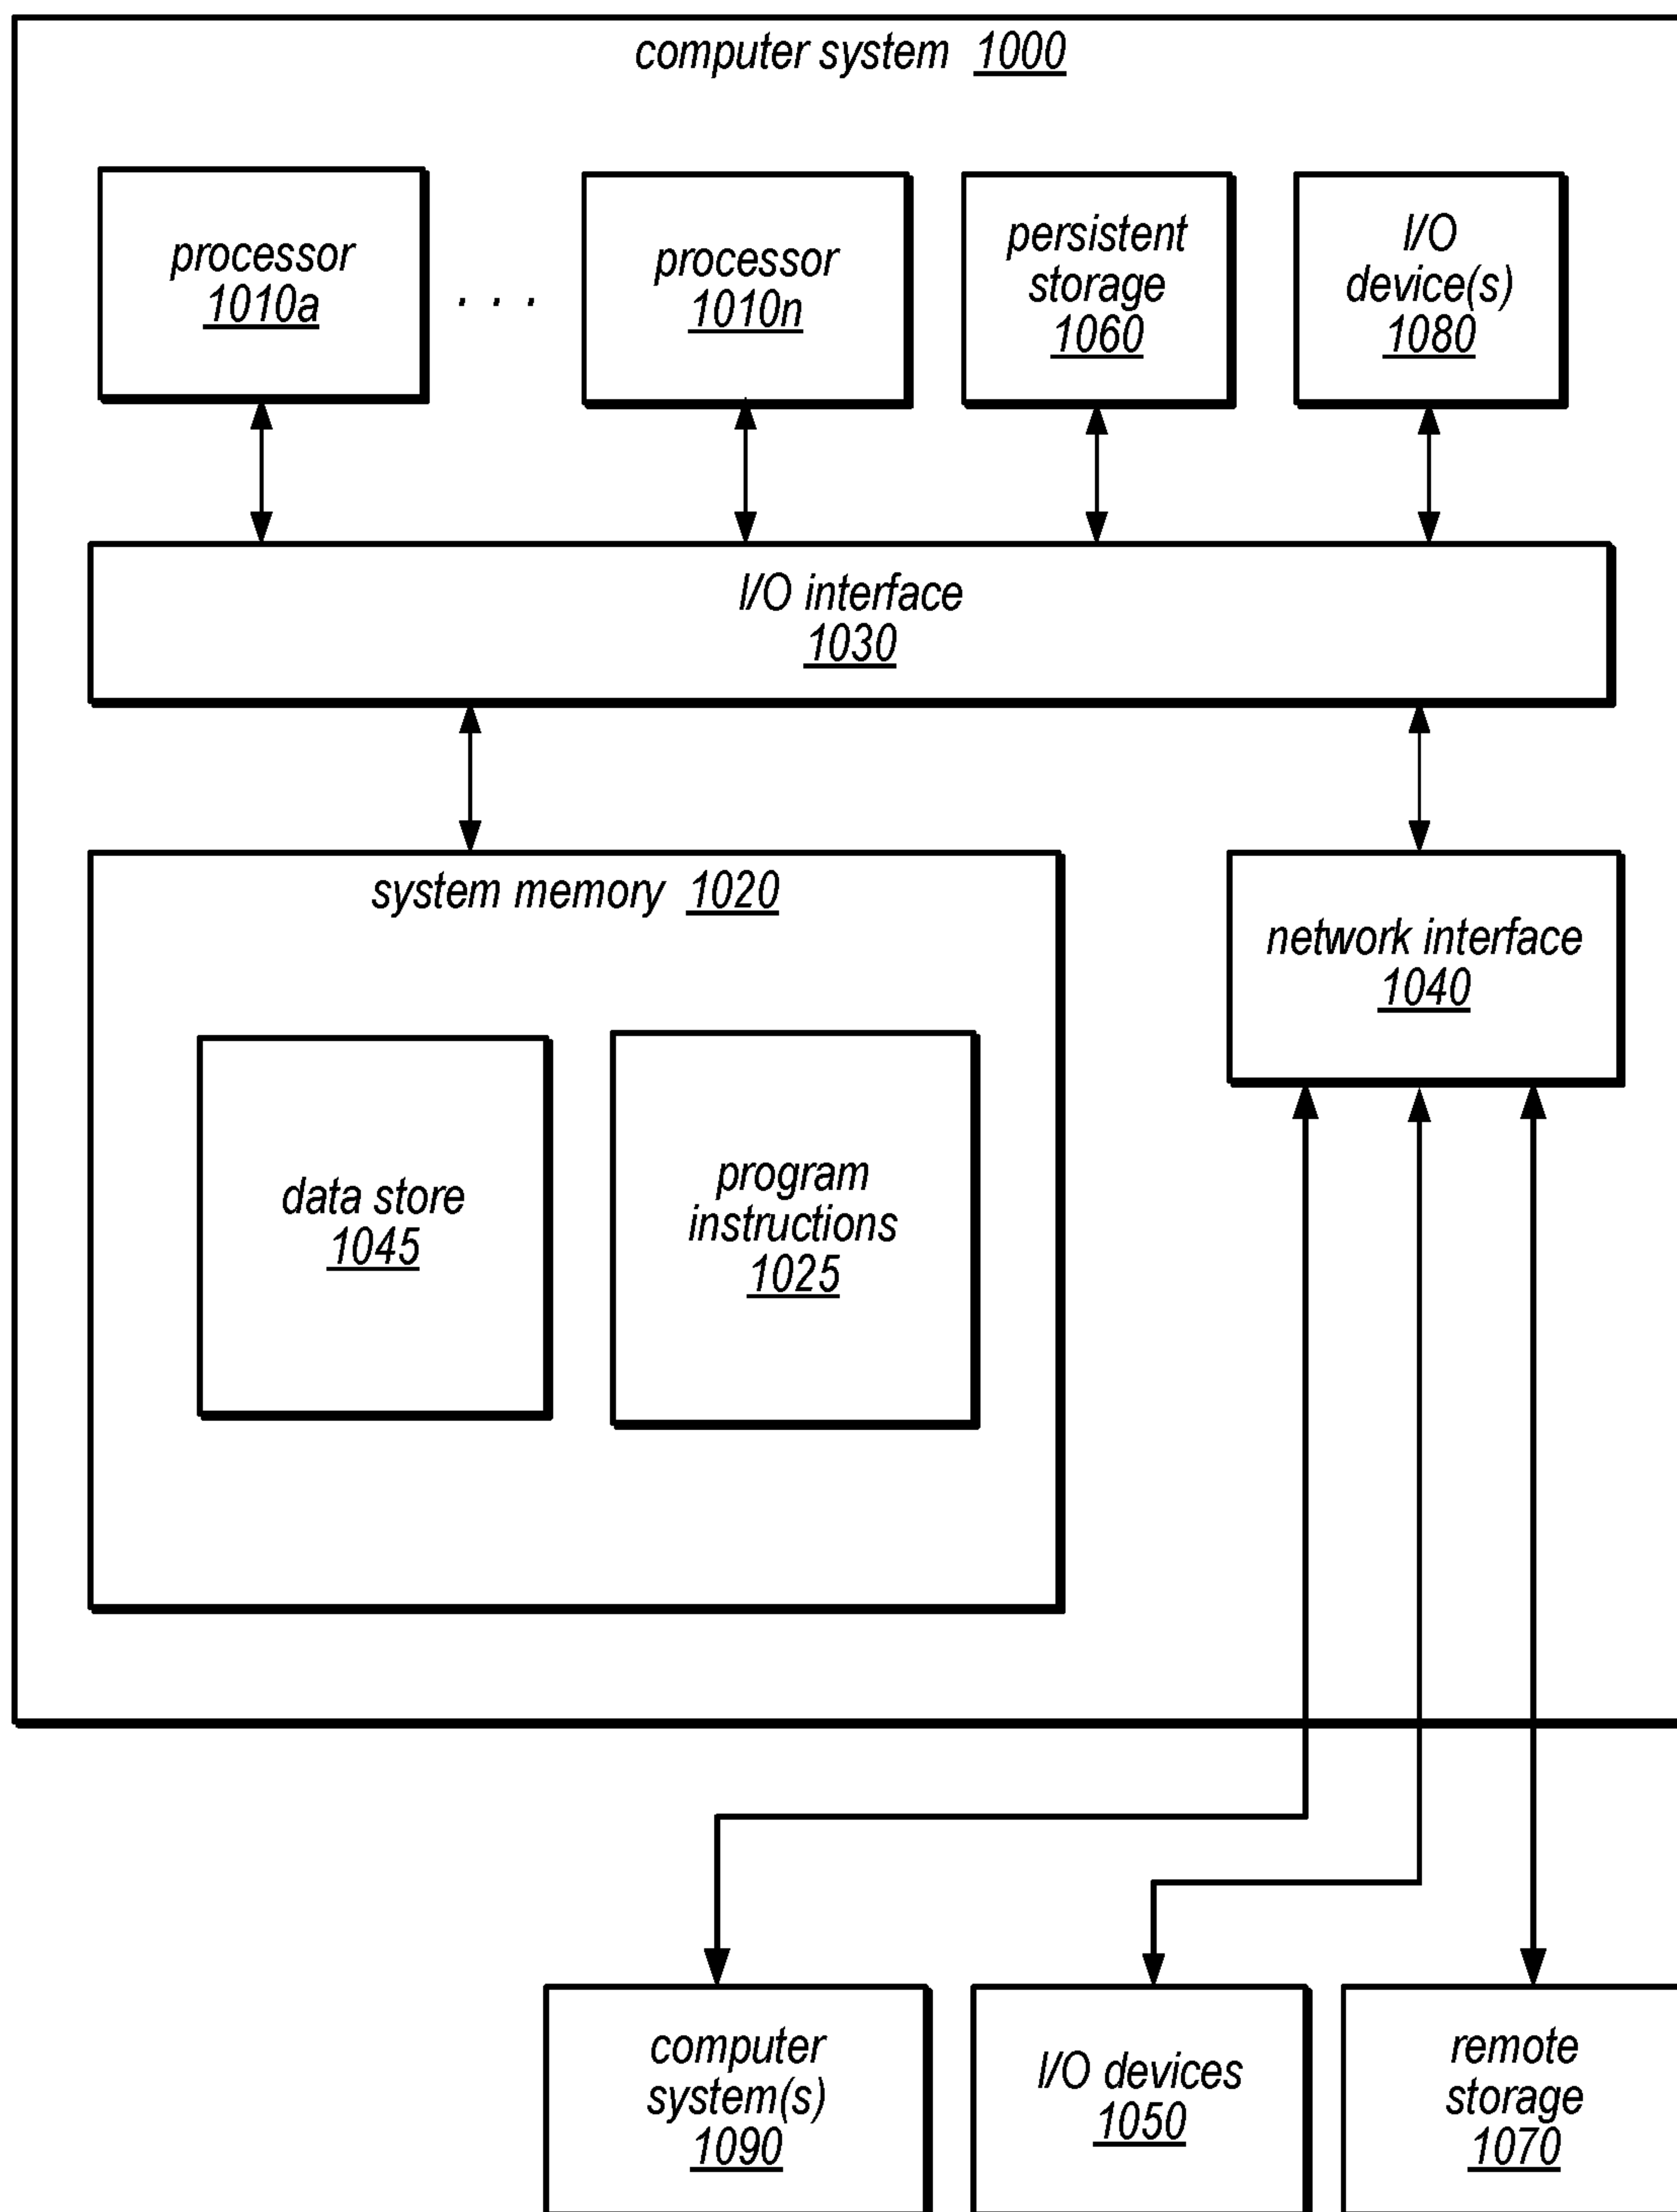 computer system 1000
processor
1010a
. . .
processor
1010n
persistent
storage
1060
I/O
device(s)
1080
I/O interface
1030
system memory 1020
network interface
1040
data store
1045
program
instructions
1025
computer
system(s)
1090
I/O devices
1050
remote
storage
1070